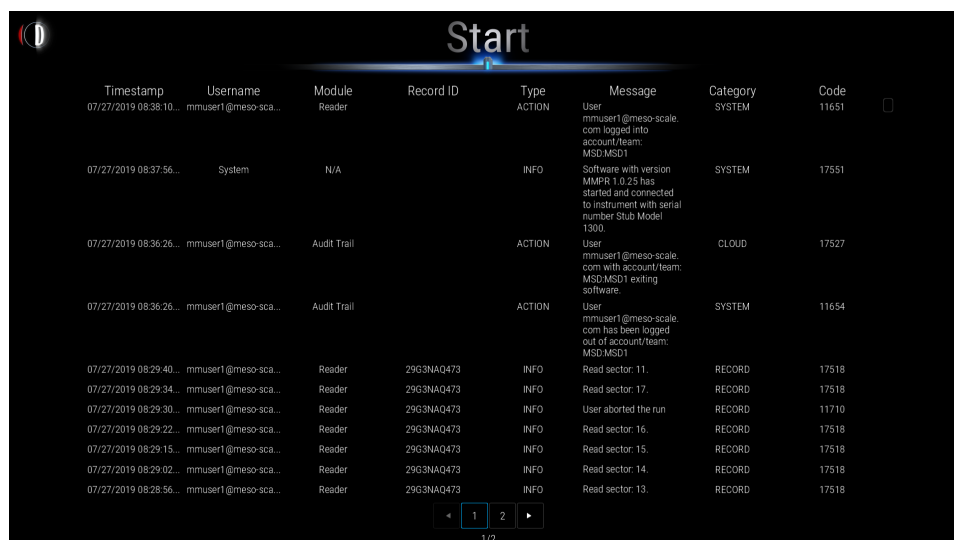 Start
Timestamp Username Module Record ID Type Message Category Code
07/27/2019 08:38:10... mmuser1@meso-sca... Reader ACTION User SYSTEM 11651
mmuser1@meso-scale.
com logged into
account/team:
MSD:MSD1
07/27/2019 08:37:56... System N/A INFO Software with version SYSTEM 17551
MMPR 1.0.25 has
started and connected
to instrument with serial
number Stub Model
1300.
07/27/2019 08:36:26... mmuser1@meso-sca... Audit Trail ACTION User CLOUD 17527
mmuser1@meso-scale.
com with account/team:
MSD:MSD1 exiting
software.
07/27/2019 08:36:26... mmuser1@meso-sca... Audit Trail ACTION User SYSTEM 11654
mmuser1@meso-scale.
com has been logged
out of account/team:
MSD:MSD1
07/27/2019 08:29:40... mmuser1@meso-sca... Reader 29G3NAQ473 INFO Read sector: 11. RECORD 17518
07/27/2019 08:29:34... mmuser1@meso-sca... Reader 29G3NAQ473 INFO Read sector: 17. RECORD 17518
07/27/2019 08:29:30... mmuser1@meso-sca... Reader 29G3NAQ473 INFO User aborted the run RECORD 11710
07/27/2019 08:29:22... mmuser1@meso-sca... Reader 29G3NAQ473 INFO Read sector: 16. RECORD 17518
07/27/2019 08:29:15... mmuser1@meso-sca... Reader 29G3NAQ473 INFO Read sector: 15. RECORD 17518
07/27/2019 08:29:02... mmuser1@meso-sca... Reader 29G3NAQ473 INFO Read sector: 14. RECORD 17518
07/27/2019 08:28:56... mmuser1@meso-sca... Reader 29G3NAQ473 INFO Read sector: 13. RECORD 17518
1 2
1/2